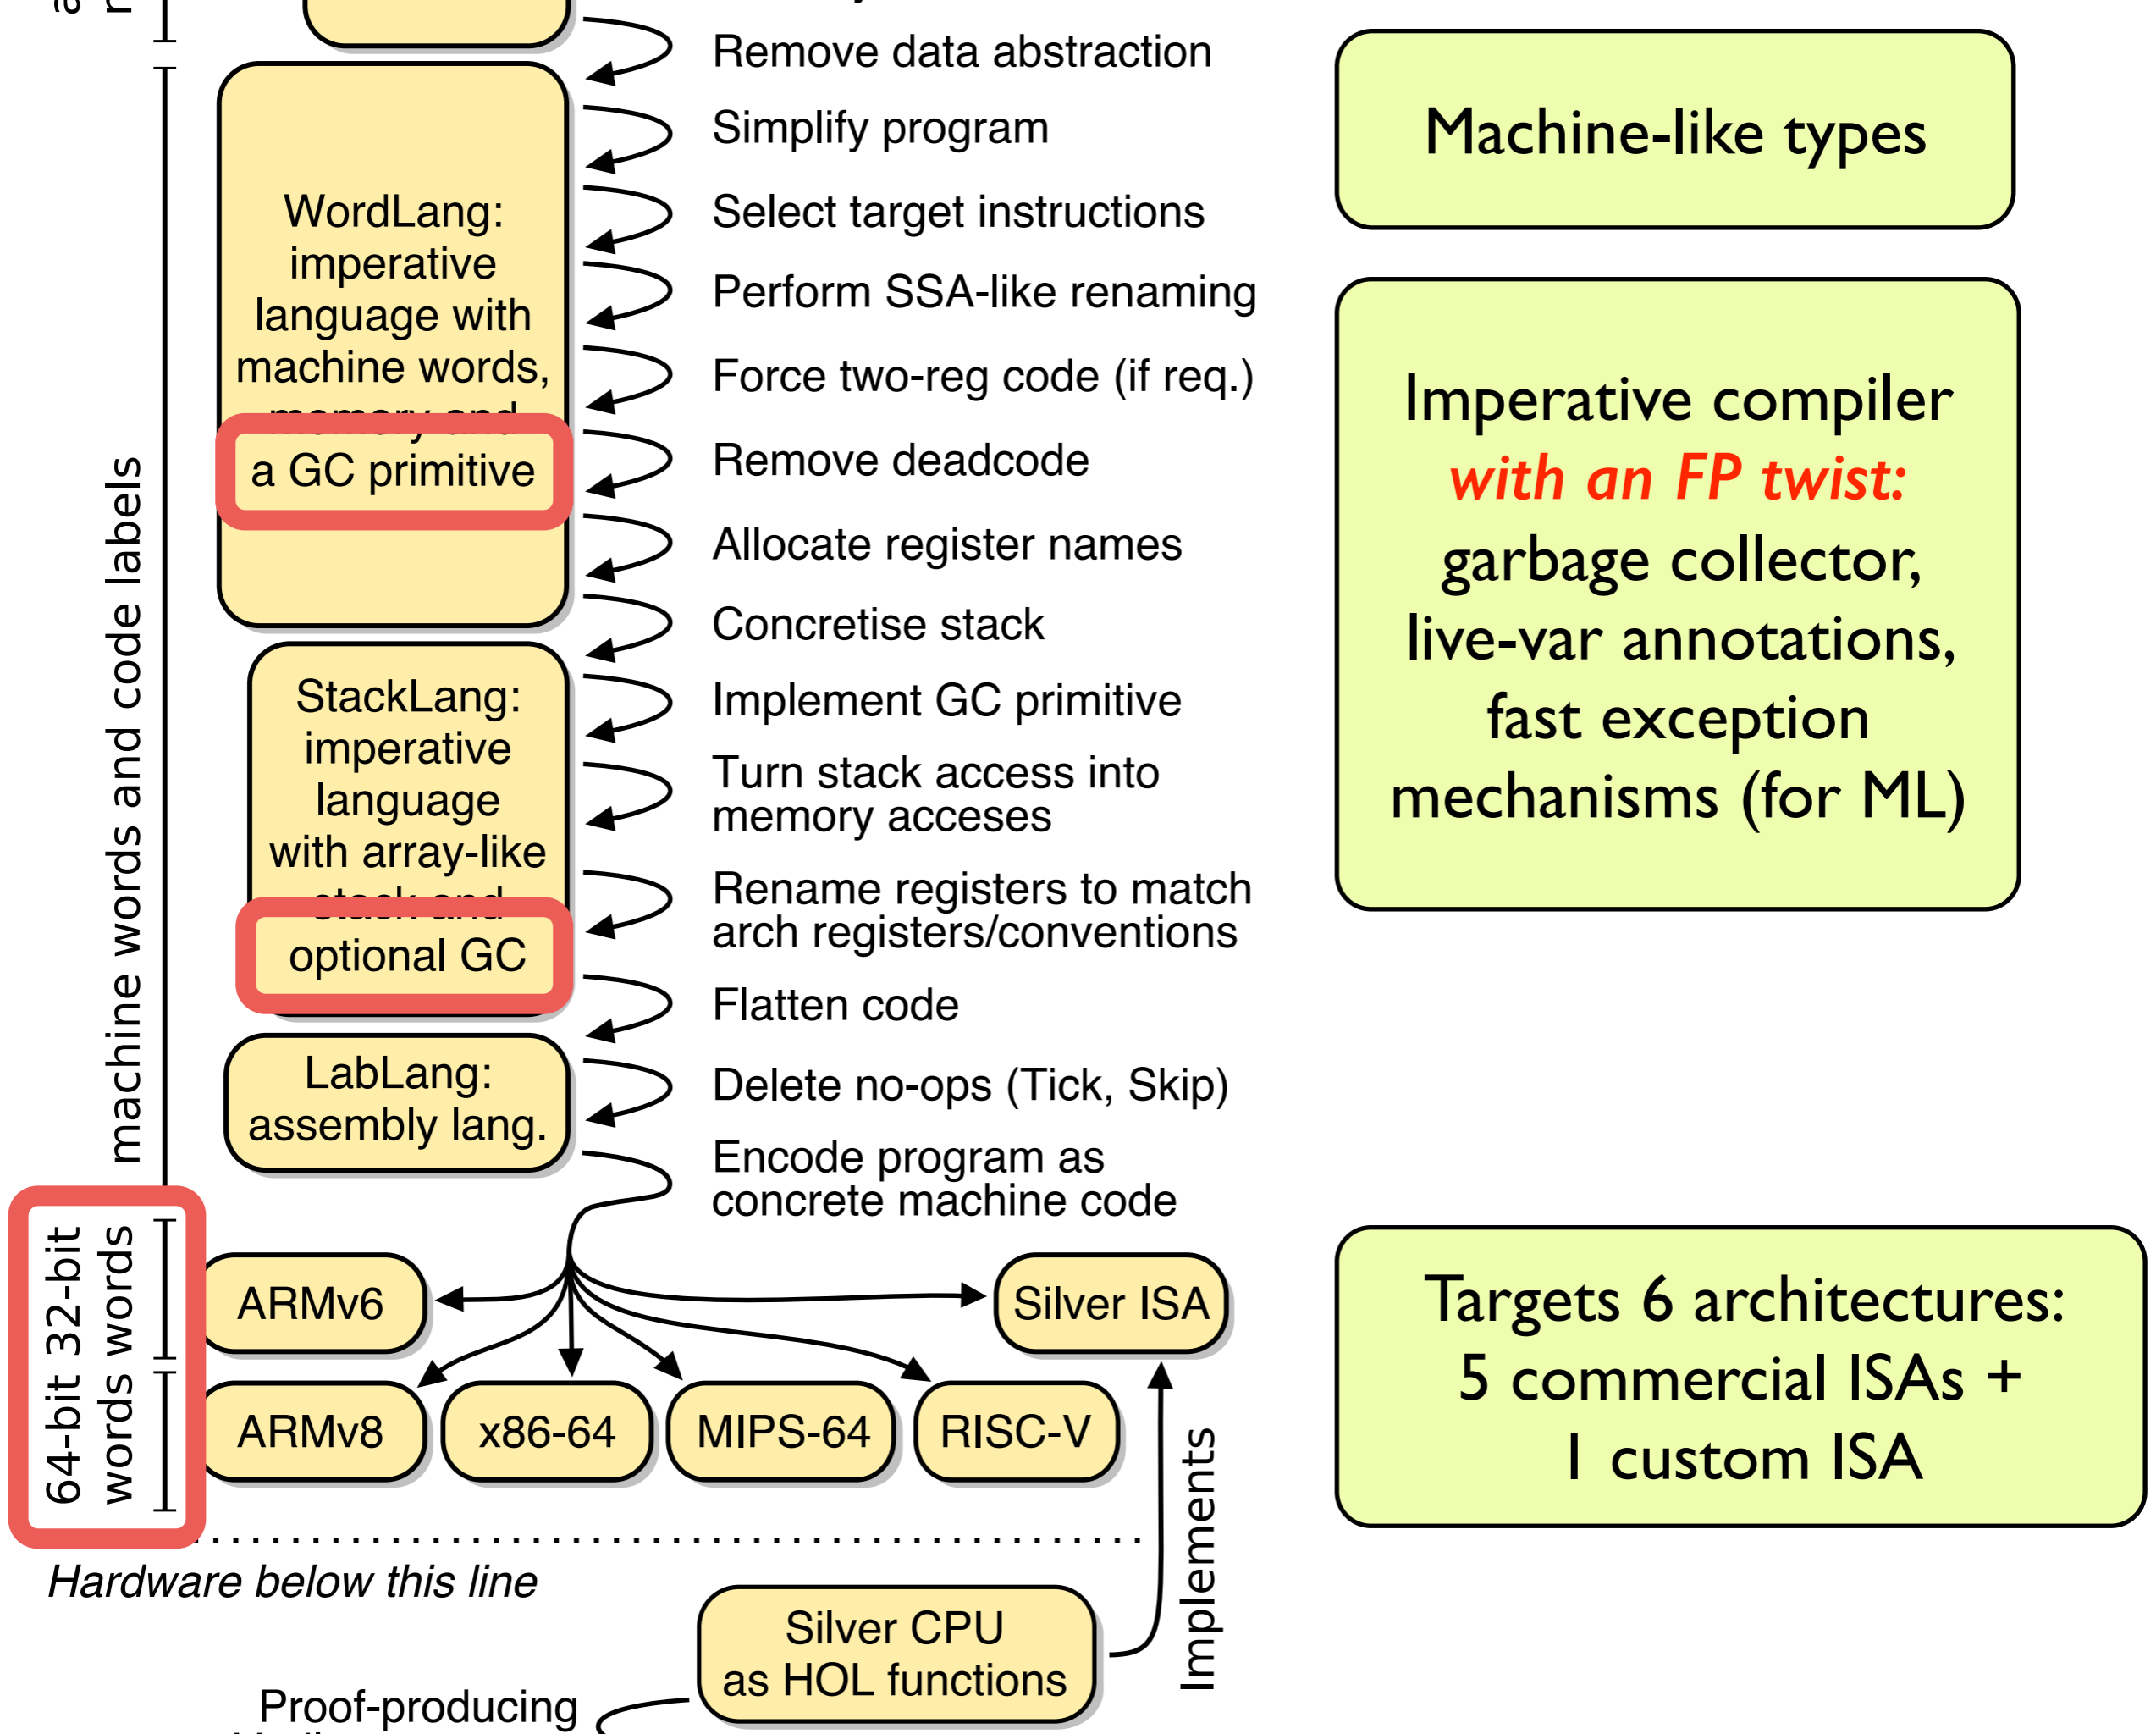 Remove data abstraction
Simplify program
Select target instructions
Perform SSA-like renaming
Force two-reg code (if req.)
Remove deadcode
Allocate register names
Concretise stack
Implement GC primitive
Turn stack access into
memory acceses
Rename registers to match
arch registers/conventions
Flatten code
Delete no-ops (Tick, Skip)
Encode program as
concrete machine code
machine words and code labels
WordLang:
imperative
language with
machine words,
memory and
a GC primitive
StackLang:
imperative
language
with array-like
stack and
optional GC
LabLang:
assembly lang.
32-bit
words
64-bit
words
ARMv6
Silver ISA
ARMv8
x86-64
MIPS-64
RISC-V
Implements
Hardware below this line
Silver CPU
as HOL functions
Proof-producing
Machine-like types
Imperative compiler
with an FP twist:
garbage collector,
live-var annotations,
fast exception
mechanisms (for ML)
Targets 6 architectures:
5 commercial ISAs +
1 custom ISA